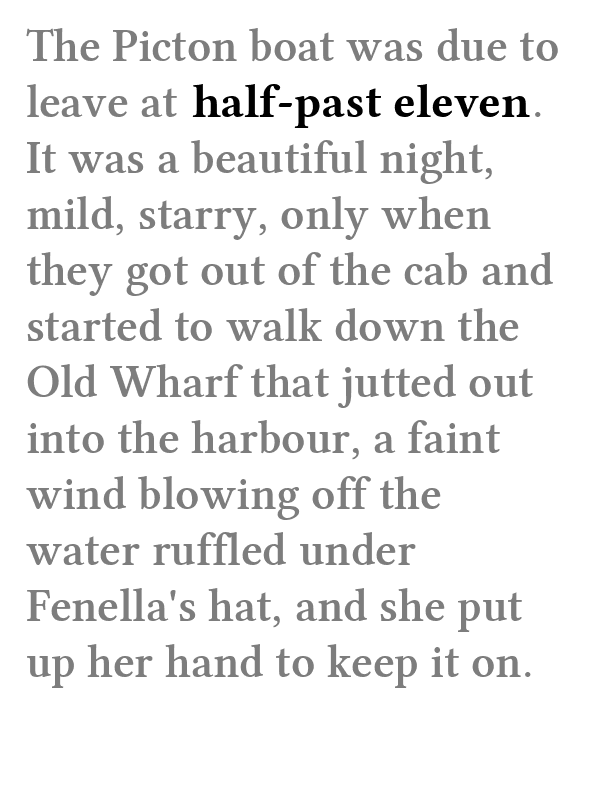 The Picton boat was due to
leave at half-past eleven.
It was a beautiful night,
mild, starry, only when
they got out of the cab and
started to walk down the
Old Wharf that jutted out
into the harbour, a faint
wind blowing off the
water ruffled under
Fenella's hat, and she put
up her hand to keep it on.